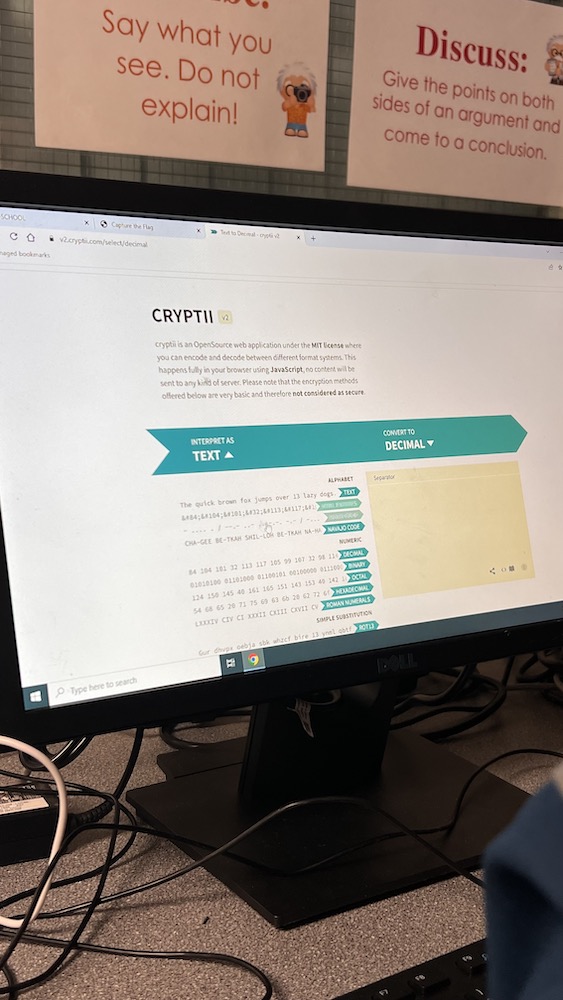 Say what you
see. Do not
explain!
Discuss:
Give the points on both
sides of an argument and
come to a conclusion.
SCHOOL
Capture the Flag
Text to Decimal - cryptii v2
v2.cryptii.com/select/decimal
naged bookmarks
CRYPTII v2
cryptii is an OpenSource web application under the MIT license where
you can encode and decode between different format systems. This
happens fully in your browser using JavaScript, no content will be
sent to any kind of server. Please note that the encryption methods
offered below are very basic and therefore not considered as secure.
INTERPRET AS
TEXT
CONVERT TO
DECIMAL
Separator
ALPHABET
The quick brown fox jumps over 13 lazy dogs. TEXT
&#84;&#104;&#101;&#32;&#113;&#117;&#1
CHA-GEE BE-TKAH SHIL-LOH BE-TKAH NA-HA NAVAJO CODE
NUMERIC
84 104 101 32 113 117 105 99 107 32 98 11 DECIMAL
01010100 01101000 01100101 00100000 0111000 BINARY
124 150 145 40 161 165 151 143 153 40 142 1 OCTAL
54 68 65 20 71 75 69 63 6b 20 62 72 6f HEXADECIMAL
LXXXIV CIV CI XXXII CXIII CXVII CV ROMAN NUMERALS
SIMPLE SUBSTITUTION
Gur dhvpx oebja sbk whzcf bire 13 ynml qbtf ROT13
Type here to search
DELL
F7
F8
F9